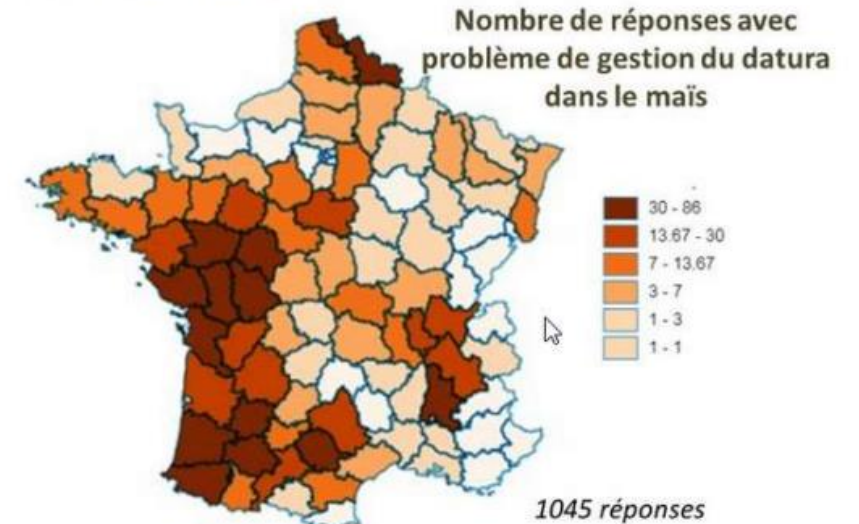 Nombre de réponses avec
problème de gestion du datura
dans le maïs
30 - 86
13.67 - 30
7 - 13.67
3 - 7
1 - 3
1 - 1
1045 réponses